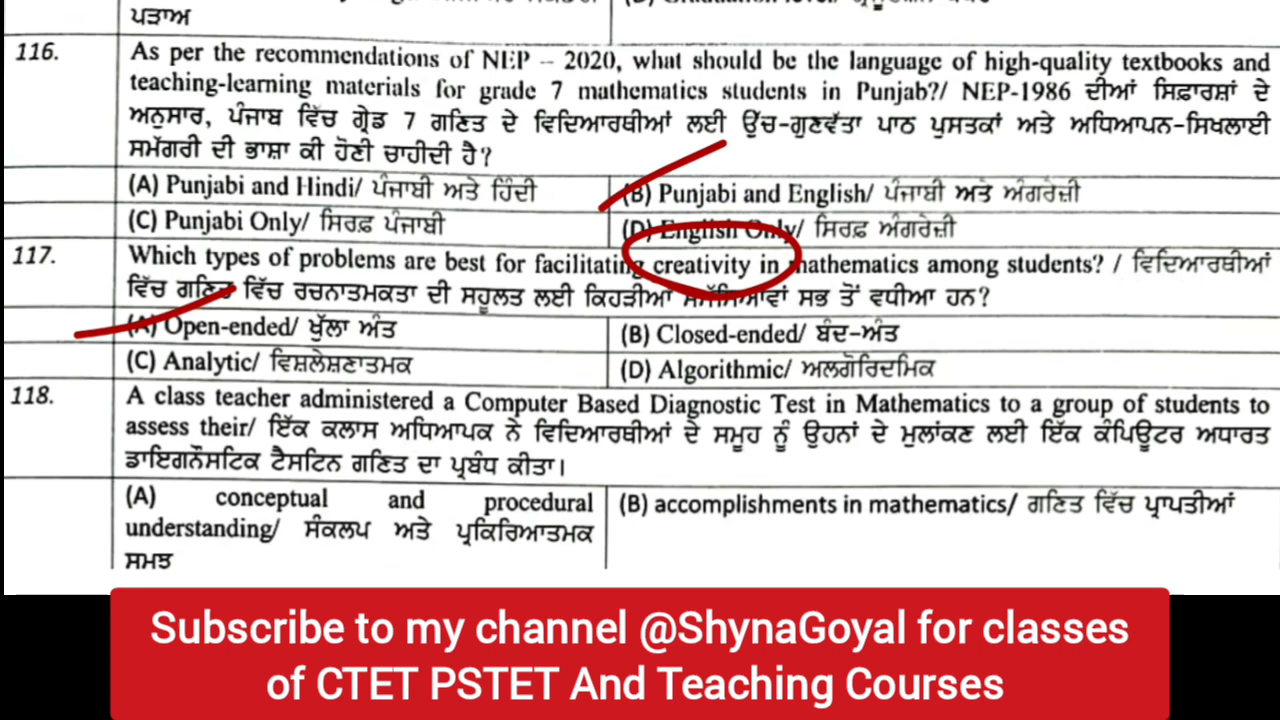 ਪੜਾਅ
116. As per the recommendations of NEP – 2020, what should be the language of high-quality textbooks and
teaching-learning materials for grade 7 mathematics students in Punjab?/ NEP-1986 ਦੀਆਂ ਸਿਫ਼ਾਰਸ਼ਾਂ ਦੇ
ਅਨੁਸਾਰ, ਪੰਜਾਬ ਵਿੱਚ ਗ੍ਰੇਡ 7 ਗਣਿਤ ਦੇ ਵਿਦਿਆਰਥੀਆਂ ਲਈ ਉੱਚ-ਗੁਣਵੱਤਾ ਪਾਠ ਪੁਸਤਕਾਂ ਅਤੇ ਅਧਿਆਪਨ-ਸਿਖਲਾਈ
ਸਮੱਗਰੀ ਦੀ ਭਾਸ਼ਾ ਕੀ ਹੋਣੀ ਚਾਹੀਦੀ ਹੈ?
(A) Punjabi and Hindi/ ਪੰਜਾਬੀ ਅਤੇ ਹਿੰਦੀ
(B) Punjabi and English/ ਪੰਜਾਬੀ ਅਤੇ ਅੰਗਰੇਜ਼ੀ
(C) Punjabi Only/ ਸਿਰਫ਼ ਪੰਜਾਬੀ
(D) English Only/ ਸਿਰਫ਼ ਅੰਗਰੇਜ਼ੀ
117. Which types of problems are best for facilitating creativity in mathematics among students? / ਵਿਦਿਆਰਥੀਆਂ
ਵਿੱਚ ਗਣਿਤ ਵਿੱਚ ਰਚਨਾਤਮਕਤਾ ਦੀ ਸਹੂਲਤ ਲਈ ਕਿਹੜੀਆਂ ਸਮੱਸਿਆਵਾਂ ਸਭ ਤੋਂ ਵਧੀਆ ਹਨ?
(A) Open-ended/ ਖੁੱਲਾ ਅੰਤ
(B) Closed-ended/ ਬੰਦ-ਅੰਤ
(C) Analytic/ ਵਿਸ਼ਲੇਸ਼ਣਾਤਮਕ
(D) Algorithmic/ ਅਲਗੋਰਿਦਮਿਕ
118. A class teacher administered a Computer Based Diagnostic Test in Mathematics to a group of students to
assess their/ ਇੱਕ ਕਲਾਸ ਅਧਿਆਪਕ ਨੇ ਵਿਦਿਆਰਥੀਆਂ ਦੇ ਸਮੂਹ ਨੂੰ ਉਹਨਾਂ ਦੇ ਮੁਲਾਂਕਣ ਲਈ ਇੱਕ ਕੰਪਿਊਟਰ ਅਧਾਰਤ
ਡਾਇਗਨੌਸਟਿਕ ਟੈਸਟਿਨ ਗਣਿਤ ਦਾ ਪ੍ਰਬੰਧ ਕੀਤਾ।
(A) conceptual and procedural
understanding/ ਸੰਕਲਪ ਅਤੇ ਪ੍ਰਕਿਰਿਆਤਮਕ
ਸਮਝ
(B) accomplishments in mathematics/ ਗਣਿਤ ਵਿੱਚ ਪ੍ਰਾਪਤੀਆਂ
Subscribe to my channel @ShynaGoyal for classes
of CTET PSTET And Teaching Courses